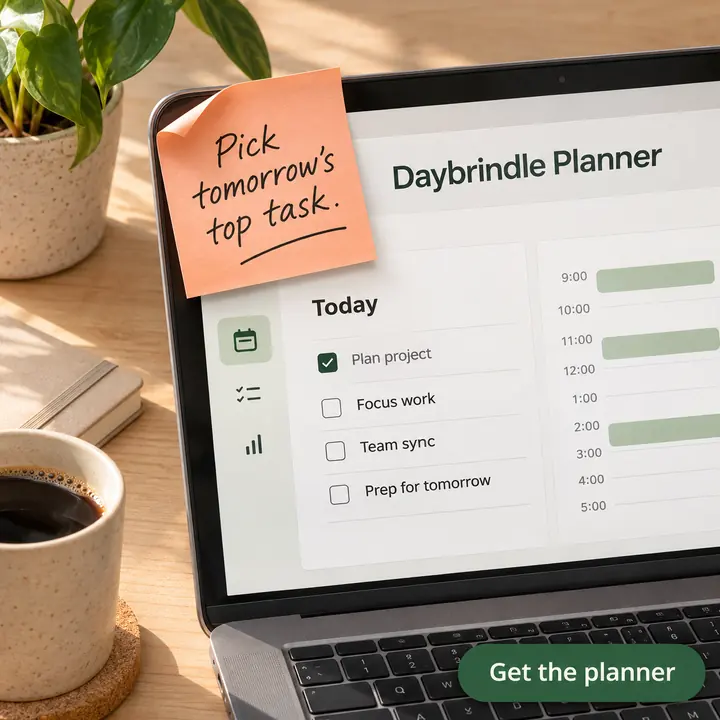 Pick
tomorrow's
top task.
Daybrindle Planner
Today
Plan project
Focus work
Team sync
Prep for tomorrow
9:00
10:00
11:00
12:00
1:00
2:00
3:00
4:00
5:00
Get the planner